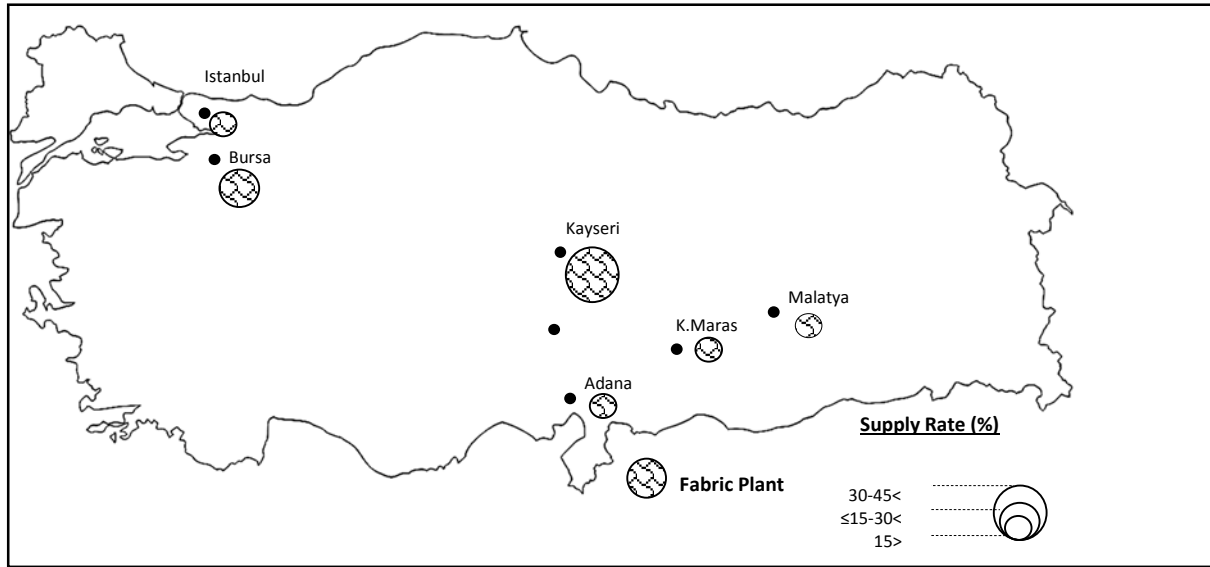 Istanbul
Bursa
Kayseri
Malatya
K.Maras
Adana
Supply Rate (%)
Fabric Plant
30-45<
≤15-30<
15>